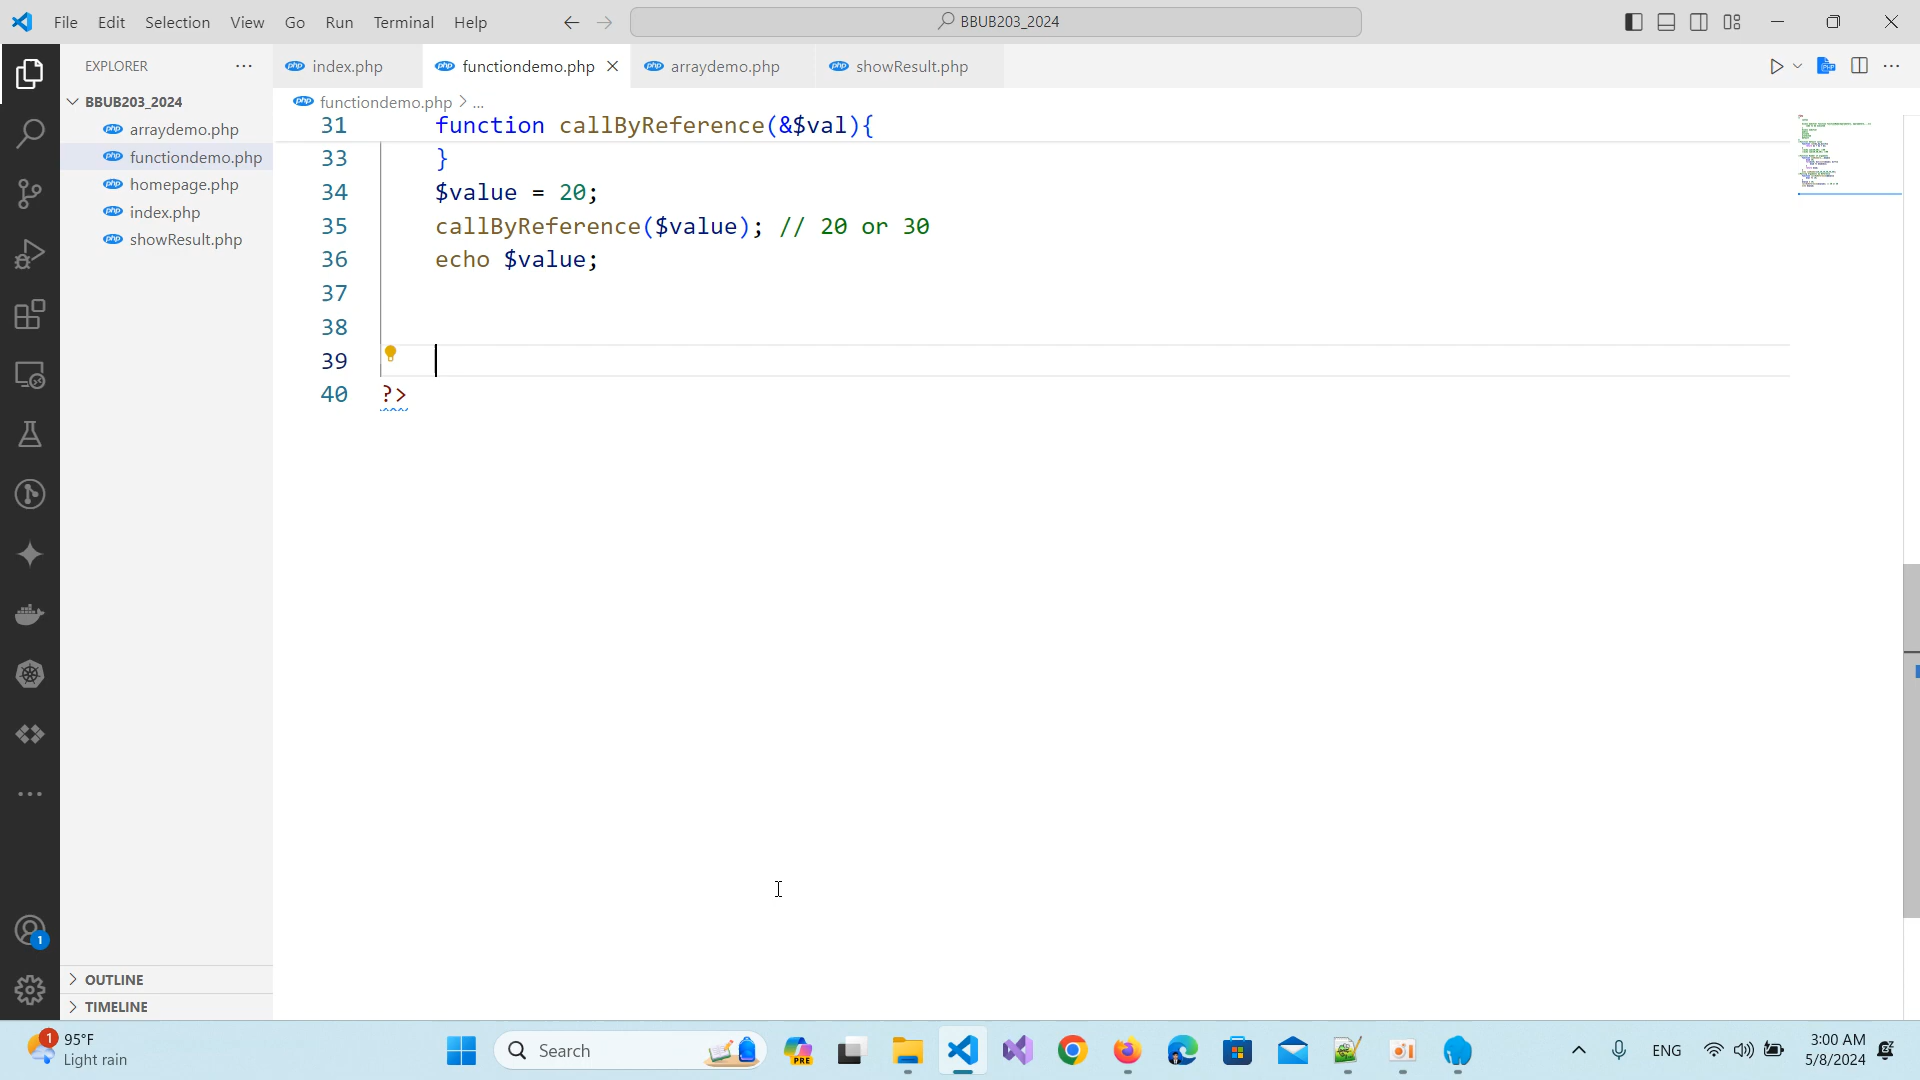 File Edit Selection View Go Run Terminal Help
BBUB203_2024
EXPLORER
index.php
functiondemo.php
arraydemo.php
showResult.php
BBUB203_2024
functiondemo.php > ...
arraydemo.php
functiondemo.php
homepage.php
index.php
showResult.php
31 function callByReference(&$val){
33 }
34 $value = 20;
35 callByReference($value); // 20 or 30
36 echo $value;
37
38
39
40 ?>
1
OUTLINE
TIMELINE
1
95°F
Light rain
Search
PRE
ENG
3:00 AM
5/8/2024